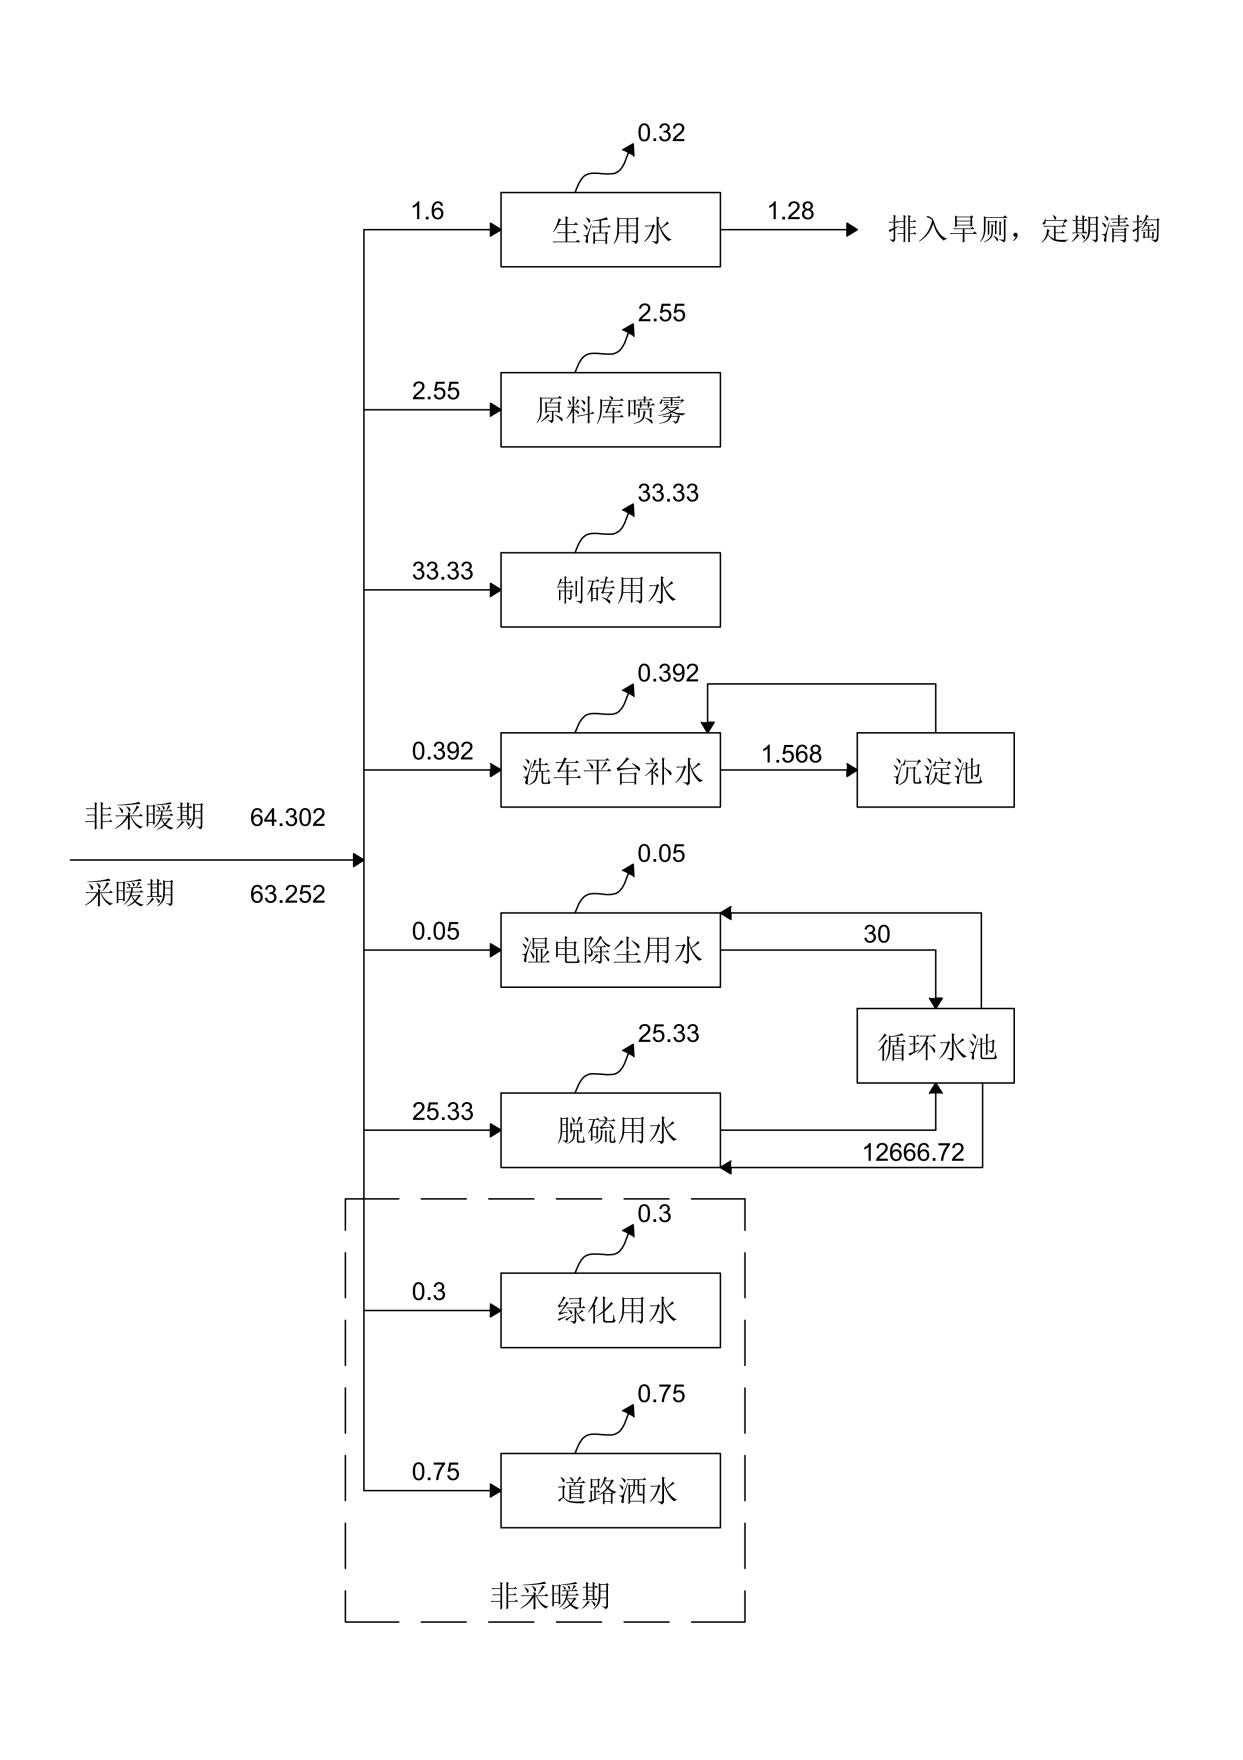 0.32
1.6
生活用水
1.28
排入旱厕，定期清掏
2.55
2.55
原料库喷雾
33.33
33.33
制砖用水
0.392
0.392
洗车平台补水
1.568
沉淀池
非采暖期 64.302
采暖期 63.252
0.05
0.05
湿电除尘用水
30
循环水池
25.33
25.33
脱硫用水
12666.72
0.3
0.3
绿化用水
0.75
0.75
道路洒水
非采暖期